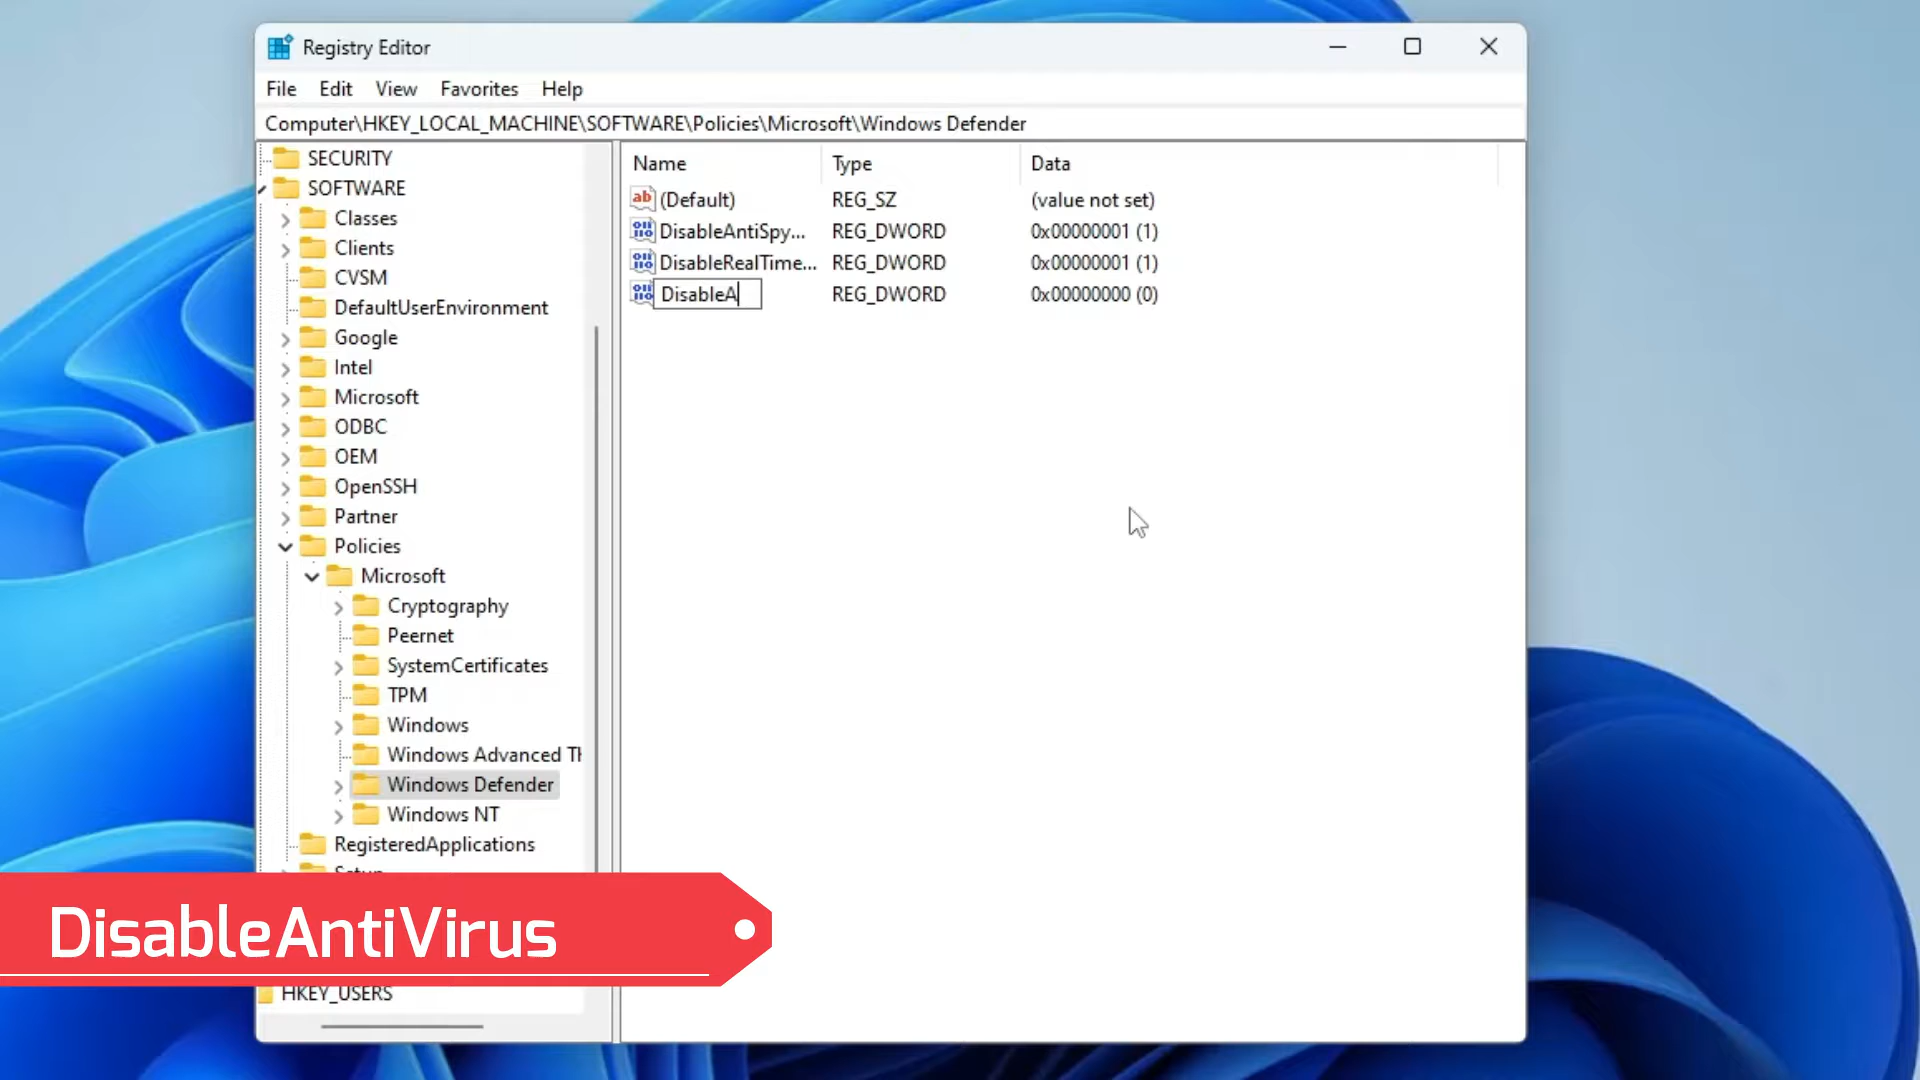 Registry Editor
File Edit View Favorites Help
Computer\HKEY_LOCAL_MACHINE\SOFTWARE\Policies\Microsoft\Windows Defender
SECURITY
SOFTWARE
Classes
Clients
CVSM
DefaultUserEnvironment
Google
Intel
Microsoft
ODBC
OEM
OpenSSH
Partner
Policies
Microsoft
Cryptography
Peernet
SystemCertificates
TPM
Windows
Windows Advanced Th
Windows Defender
Windows NT
RegisteredApplications
Setup
HKEY_USERS
Name Type Data
(Default) REG_SZ (value not set)
DisableAntiSpy... REG_DWORD 0x00000001 (1)
DisableRealTime... REG_DWORD 0x00000001 (1)
DisableA REG_DWORD 0x00000000 (0)
DisableAntiVirus